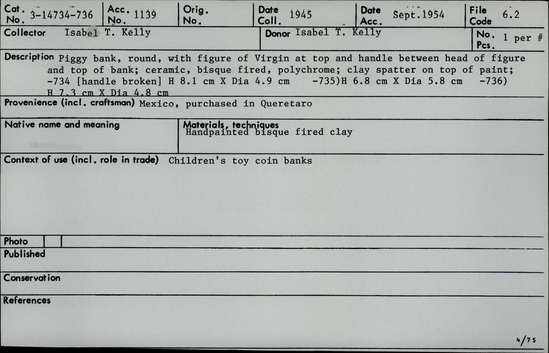 Cat. No. 3-14734-736 Acc. No. 1139 Orig. No. Date Coll. 1945 Date Acc. Sept.1954 File Code 6.2
Collector Isabel T. Kelly Donor Isabel T. Kelly No. Pcs. 1 per #
Description Piggy bank, round, with figure of Virgin at top and handle between head of figure
and top of bank; ceramic, bisque fired, polychrome; clay spatter on top of paint;
-734 [handle broken] H 8.1 cm X Dia 4.9 cm -735)H 6.8 cm X Dia 5.8 cm -736)
H 7.3 cm X Dia 4.8 cm
Provenience (incl. craftsman) Mexico, purchased in Queretaro
Native name and meaning Materials, techniques
Handpainted bisque fired clay
Context of use (incl. role in trade) Children's toy coin banks
Photo
Published
Conservation
References
4/75